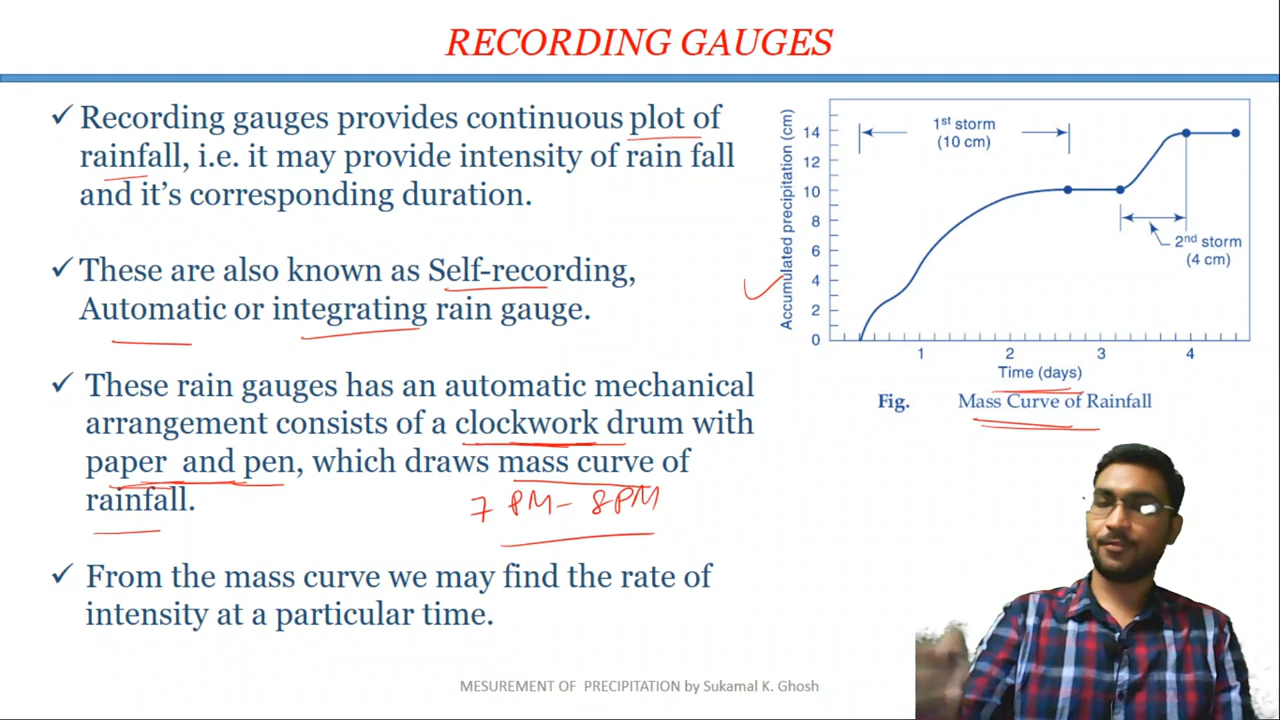 RECORDING GAUGES
✓ Recording gauges provides continuous plot of
rainfall, i.e. it may provide intensity of rain fall
and it's corresponding duration.
✓ These are also known as Self-recording,
Automatic or integrating rain gauge.
✓ These rain gauges has an automatic mechanical
arrangement consists of a clockwork drum with
paper and pen, which draws mass curve of
rainfall.
7 PM – 8 PM
✓ From the mass curve we may find the rate of
intensity at a particular time.
Accumulated precipitation (cm)
14
12
10
8
6
4
2
0
1st storm
(10 cm)
2nd storm
(4 cm)
1 2 3 4
Time (days)
Fig. Mass Curve of Rainfall
MESUREMENT OF PRECIPITATION by Sukamal K. Ghosh